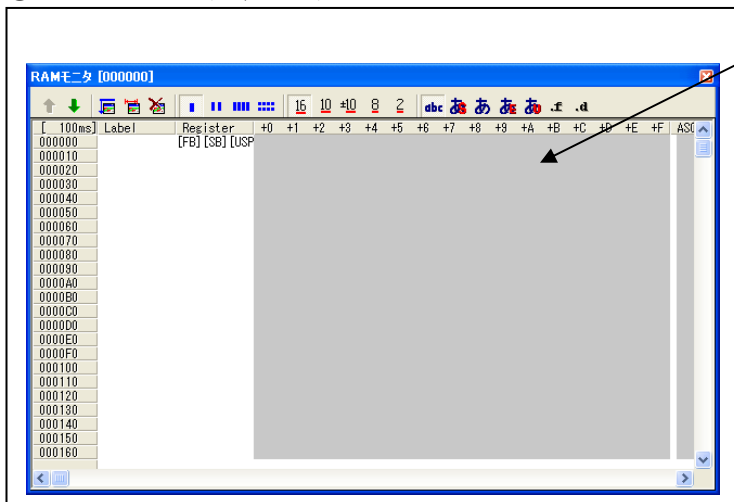 RAMモニタ [000000]
16 10 ±10 8 2 abc あ あ あ あ .f .d
[ 100ms] Label Register +0 +1 +2 +3 +4 +5 +6 +7 +8 +9 +A +B +C +D +E +F ASC
000000 [FB][SB][USP
000010
000020
000030
000040
000050
000060
000070
000080
000090
0000A0
0000B0
0000C0
0000D0
0000E0
0000F0
000100
000110
000120
000130
000140
000150
000160